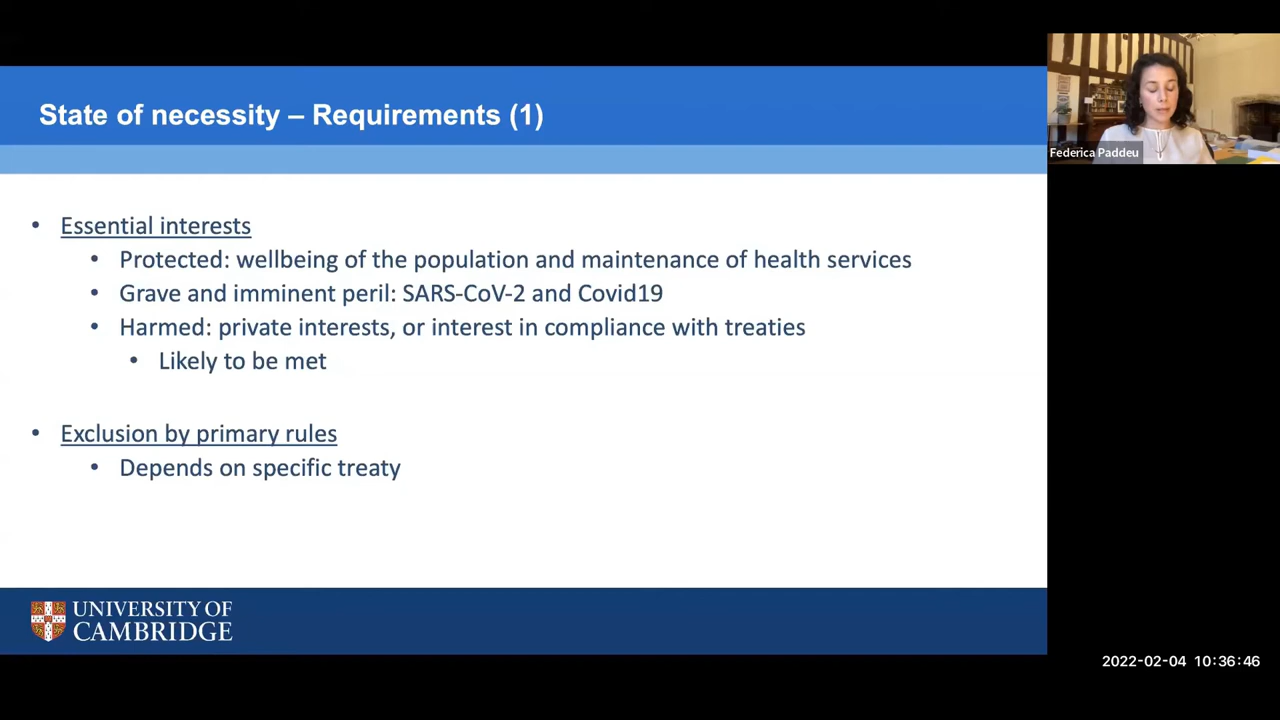 State of necessity – Requirements (1)
Federica Paddeu
• Essential interests
• Protected: wellbeing of the population and maintenance of health services
• Grave and imminent peril: SARS-CoV-2 and Covid19
• Harmed: private interests, or interest in compliance with treaties
• Likely to be met
• Exclusion by primary rules
• Depends on specific treaty
UNIVERSITY OF
CAMBRIDGE
2022-02-04 10:36:46